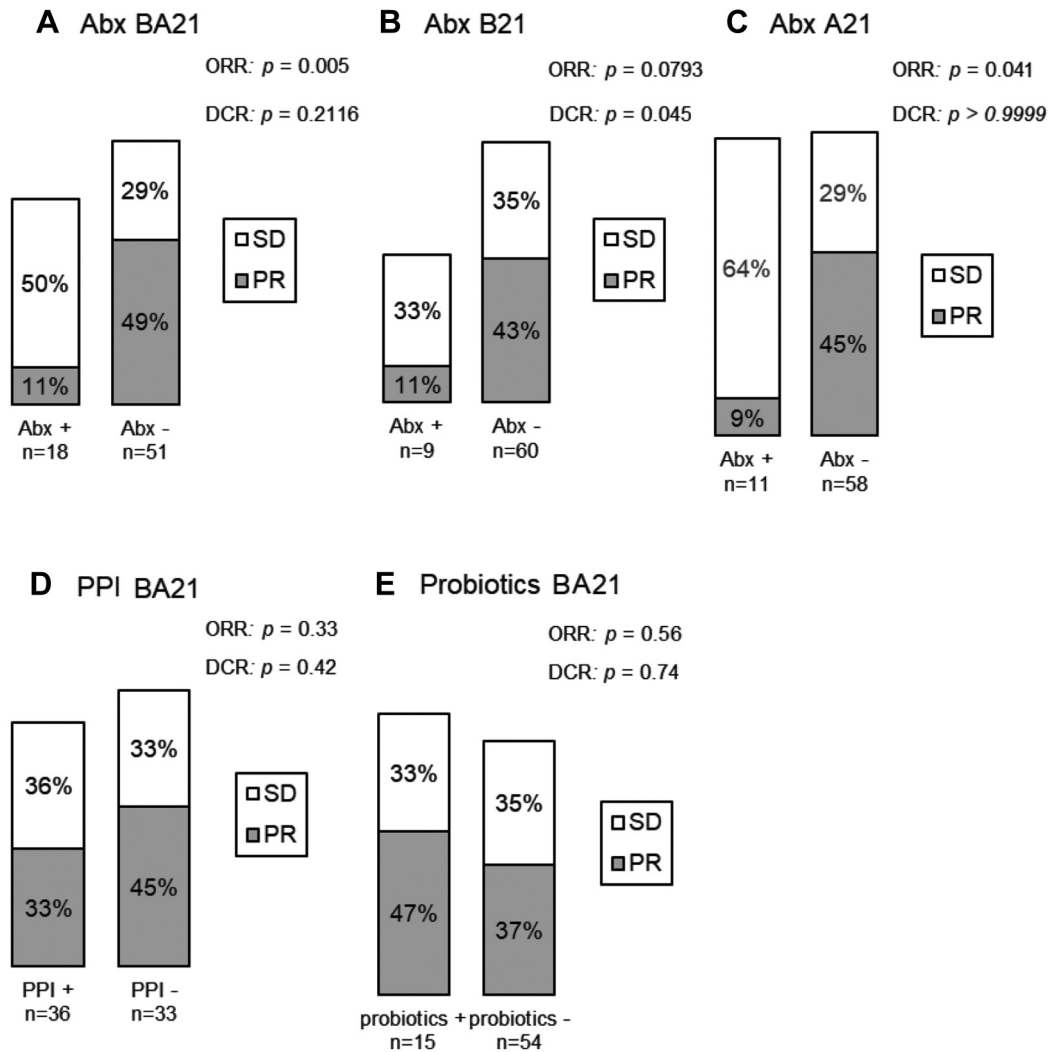 A Abx BA21
ORR: p = 0.005
DCR: p = 0.2116
50%
11%
29%
49%
SD
PR
Abx +
n=18
Abx -
n=51
B Abx B21
ORR: p = 0.0793
DCR: p = 0.045
33%
11%
35%
43%
SD
PR
Abx +
n=9
Abx -
n=60
C Abx A21
ORR: p = 0.041
DCR: p > 0.9999
64%
9%
29%
45%
SD
PR
Abx +
n=11
Abx -
n=58
D PPI BA21
ORR: p = 0.33
DCR: p = 0.42
36%
33%
33%
45%
SD
PR
PPI +
n=36
PPI -
n=33
E Probiotics BA21
ORR: p = 0.56
DCR: p = 0.74
33%
47%
35%
37%
SD
PR
probiotics +
n=15
probiotics -
n=54